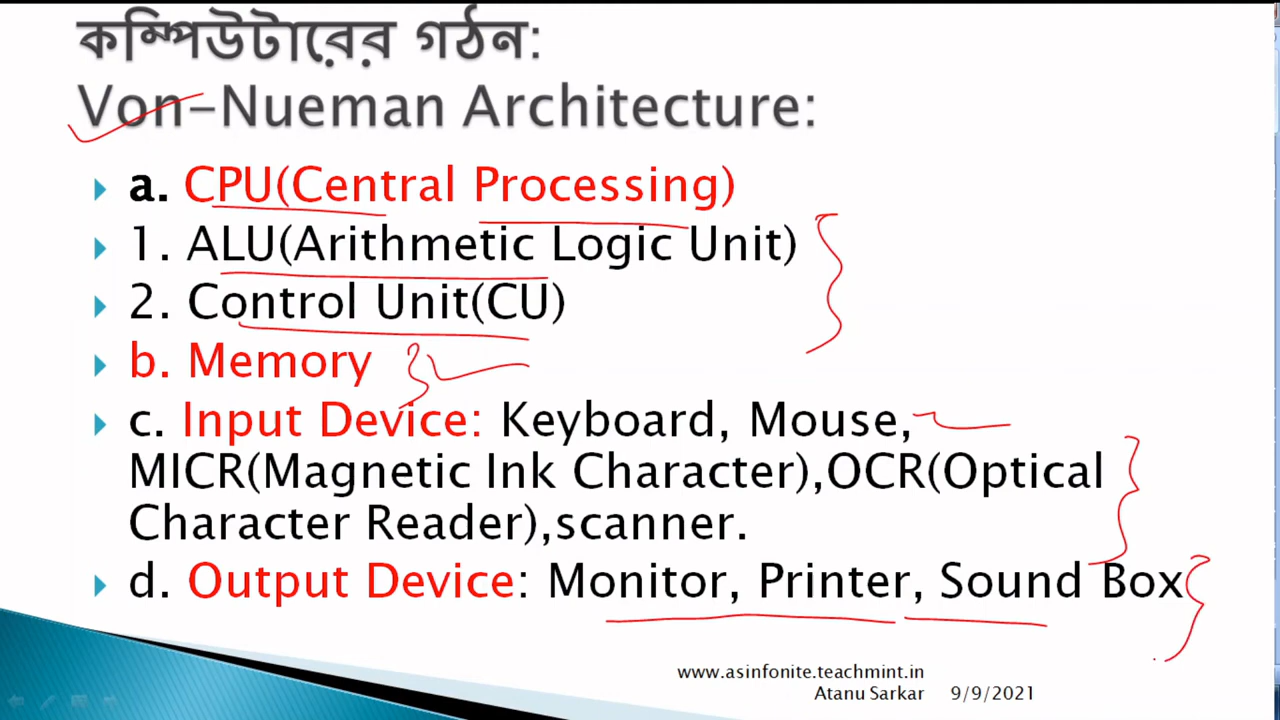 কম্পিউটারের গঠন:
Von-Nueman Architecture:
a. CPU(Central Processing)
1. ALU(Arithmetic Logic Unit)
2. Control Unit(CU)
b. Memory
c. Input Device: Keyboard, Mouse,
MICR(Magnetic Ink Character),OCR(Optical
Character Reader),scanner.
d. Output Device: Monitor, Printer, Sound Box
www.asinfonite.teachmint.in
Atanu Sarkar 9/9/2021